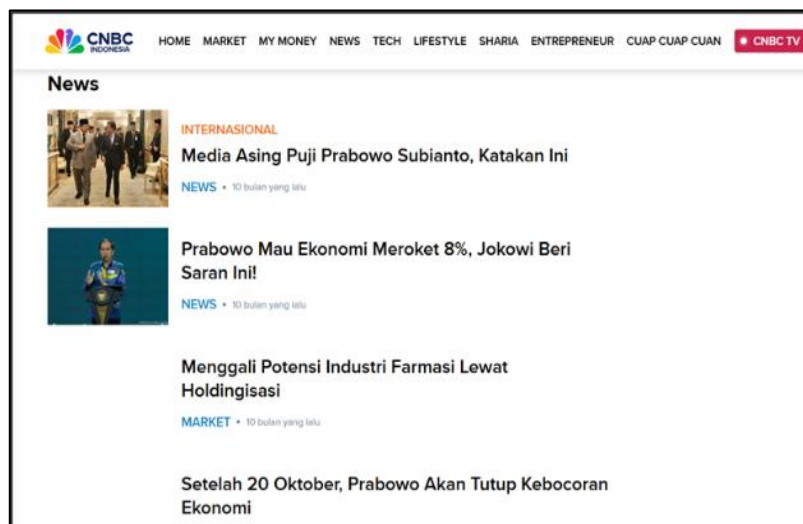 CNBC
INDONESIA
HOME MARKET MY MONEY NEWS TECH LIFESTYLE SHARIA ENTREPRENEUR CUAP CUAP CUAN CNBC TV
News
INTERNASIONAL
Media Asing Puji Prabowo Subianto, Katakan Ini
NEWS • 10 bulan yang lalu
Prabowo Mau Ekonomi Meroket 8%, Jokowi Beri
Saran Ini!
NEWS • 10 bulan yang lalu
Menggali Potensi Industri Farmasi Lewat
Holdingisasi
MARKET • 10 bulan yang lalu
Setelah 20 Oktober, Prabowo Akan Tutup Kebocoran
Ekonomi